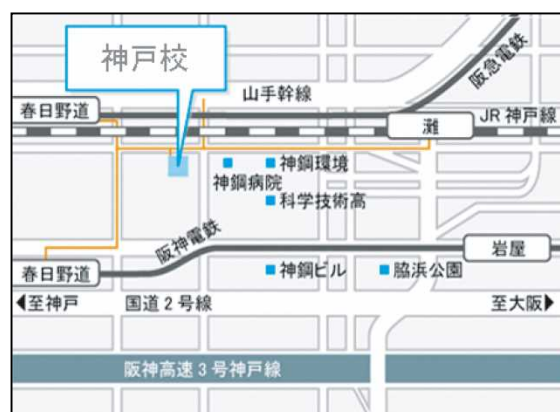 神戸校
阪急電鉄
山手幹線
春日野道
灘
JR 神戸線
神鋼環境
神鋼病院
科学技術高
阪神電鉄
岩屋
春日野道
神鋼ビル
脇浜公園
◀至神戸
国道2号線
至大阪▶
阪神高速3号神戸線